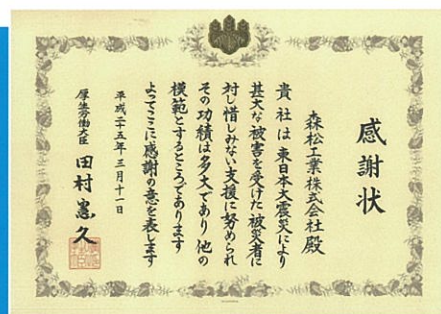 感謝状
森松工業株式会社殿
貴社は東日本大震災により
甚大な被害を受けた被災者に
対し惜しみない支援に努められ
その功績は多大であり他の
模範とするところであります
よってここに感謝の意を表します
平成二十五年三月十一日
厚生労働大臣 田村憲久